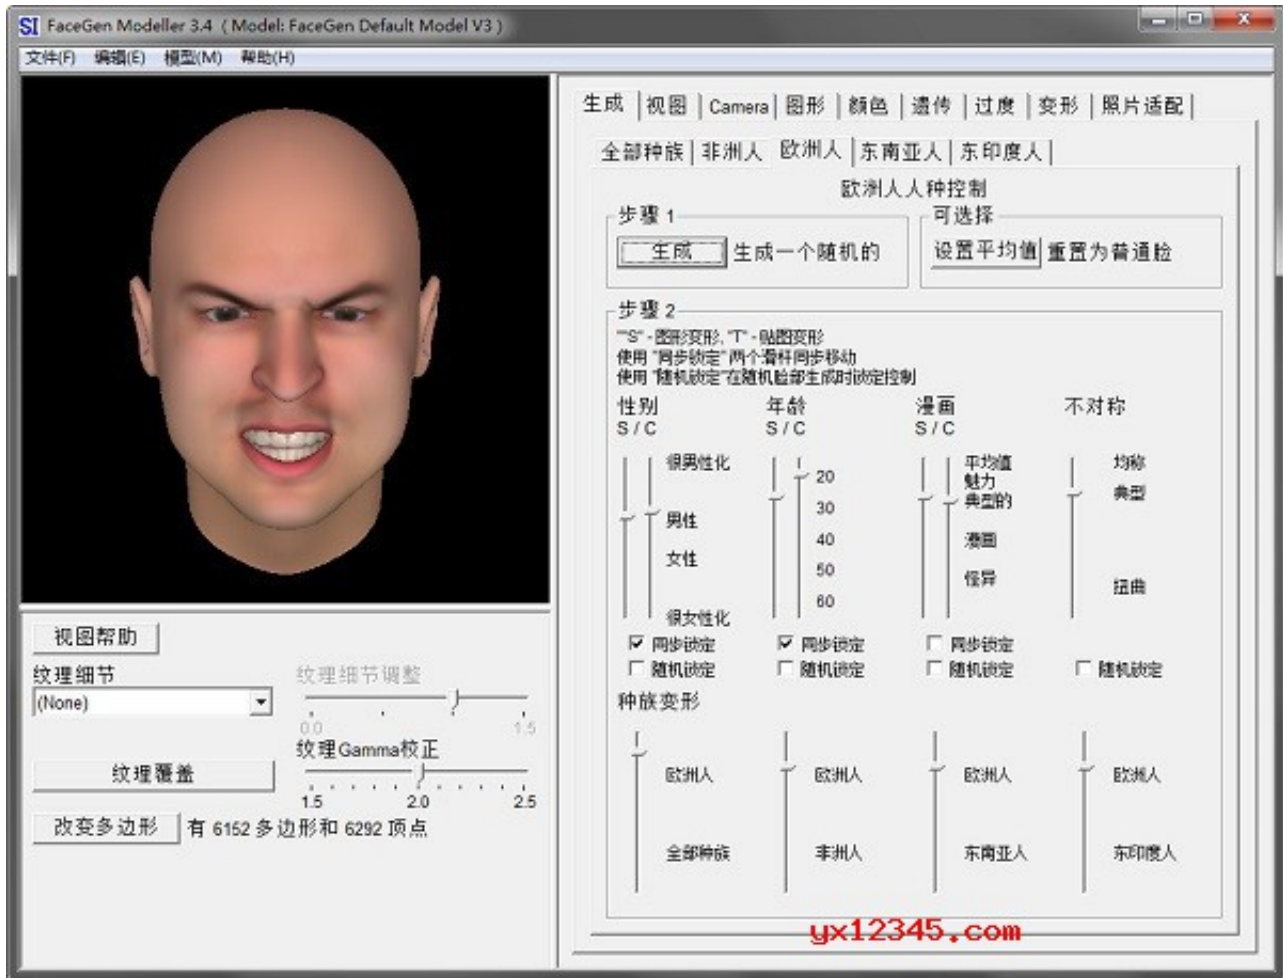 SI FaceGen Modeller 3.4 ( Model: FaceGen Default Model V3 )
文件(F) 编辑(E) 模型(M) 帮助(H)
生成 视图 Camera 图形 颜色 遗传 过度 变形 照片适配
全部种族 非洲人 欧洲人 东南亚人 东印度人
欧洲人人种控制
步骤 1
生成 生成一个随机的
可选择
设置平均值 重置为普通脸
步骤 2
""S" - 图形变形, "T" - 贴图变形
使用 "同步锁定" 两个滑杆同步移动
使用 "随机锁定"在随机脸部生成时锁定控制
性别 年龄 漫画 不对称
S / C S / C S / C
很男性化
男性
女性
很女性化
20
30
40
50
60
平均值
魅力
典型的
漫画
怪异
均称
典型
扭曲
同步锁定 同步锁定 同步锁定
随机锁定 随机锁定 随机锁定 随机锁定
种族变形
欧洲人 欧洲人 欧洲人 欧洲人
全部种族 非洲人 东南亚人 东印度人
视图帮助
纹理细节
(None)
纹理细节调整
0.0 1.5
纹理覆盖
纹理Gamma校正
1.5 2.0 2.5
改变多边形 有 6152 多边形和 6292 顶点
yx12345.com